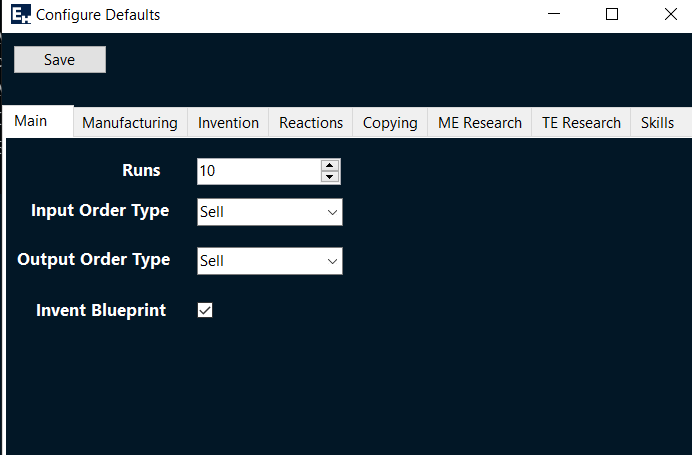 EH Configure Defaults
Save
Main Manufacturing Invention Reactions Copying ME Research TE Research Skills
Runs 10
Input Order Type Sell
Output Order Type Sell
Invent Blueprint